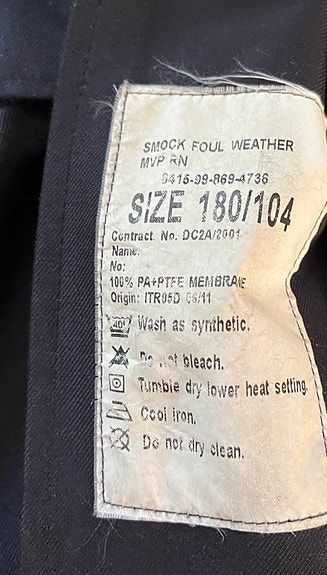 SMOCK FOUL WEATHER
MVP RN
8415-99-869-4736
SIZE 180/104
Contract. No. DC2A/2001
Name:
No:
100% PA+PTFE MEMBRANE
Origin: ITR05D 06/11
40°
Wash as synthetic.
Do not bleach.
Tumble dry lower heat setting.
Cool iron.
Do not dry clean.